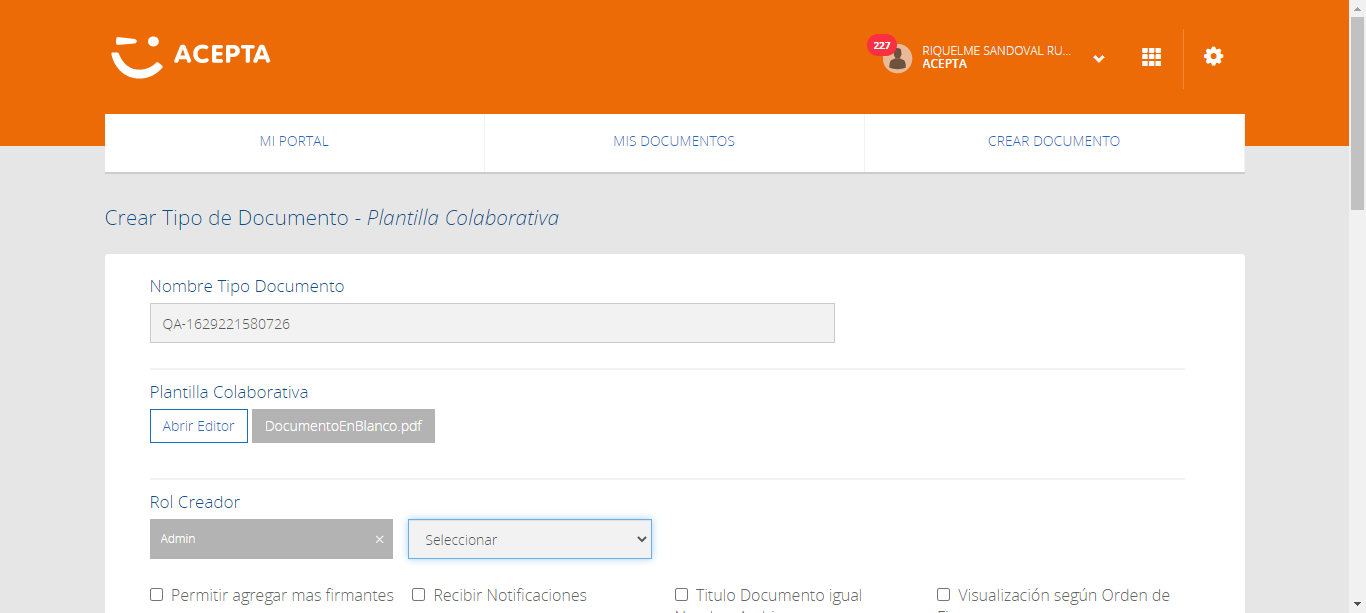 ACEPTA
227
RIQUELME SANDOVAL RU...
ACEPTA
MI PORTAL
MIS DOCUMENTOS
CREAR DOCUMENTO
Crear Tipo de Documento - Plantilla Colaborativa
Nombre Tipo Documento
QA-1629221580726
Plantilla Colaborativa
Abrir Editor
DocumentoEnBlanco.pdf
Rol Creador
Admin ×
Seleccionar
Permitir agregar mas firmantes
Recibir Notificaciones
Titulo Documento igual
Visualización según Orden de